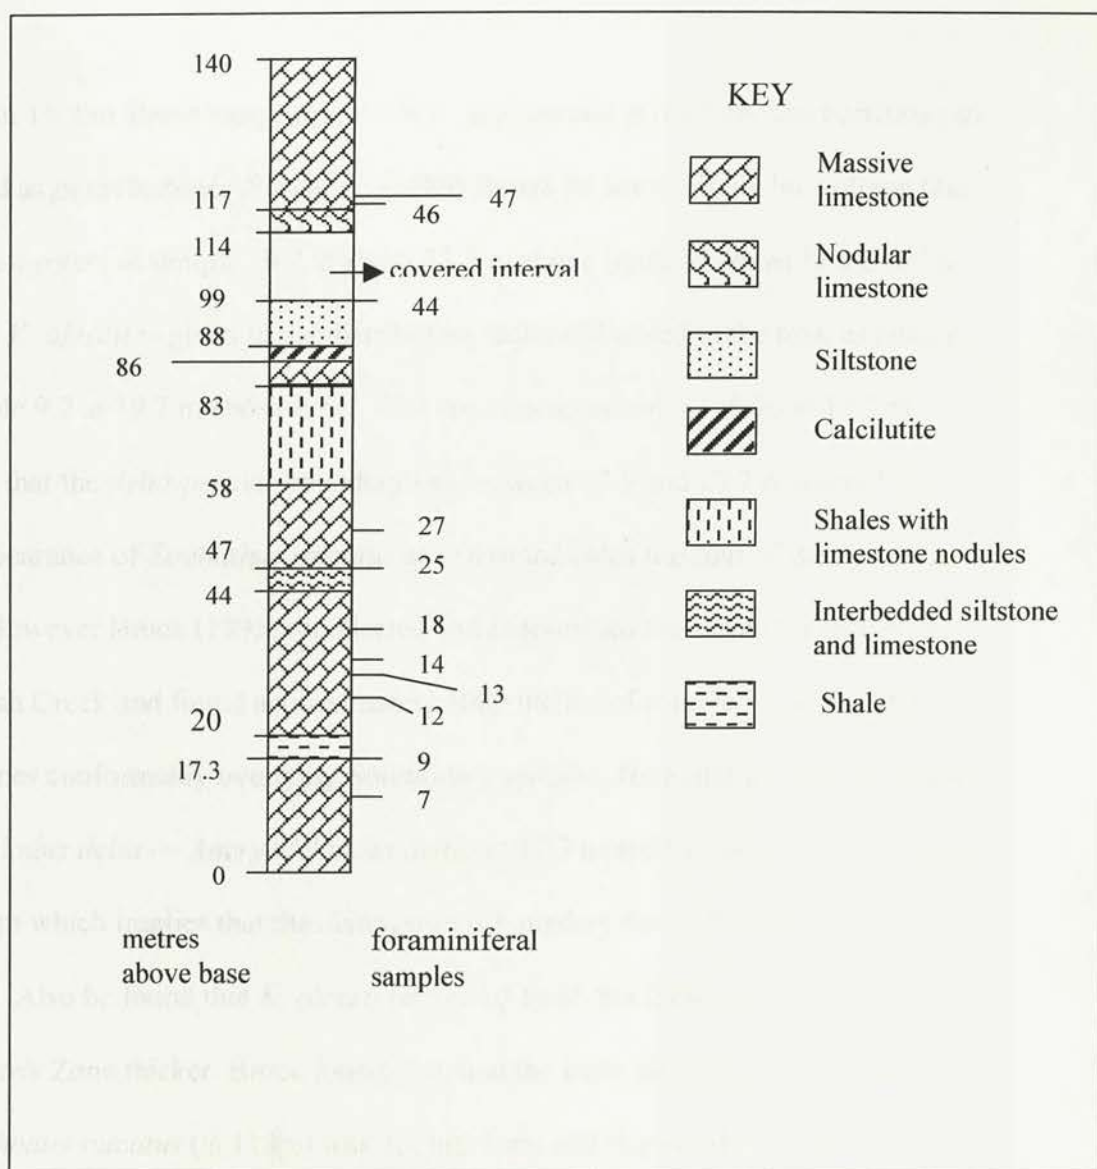 140
117
114
99
88
86
83
58
47
44
20
17.3
0
47
46
covered interval
44
27
25
18
14
13
12
9
7
metres
above base
foraminiferal
samples
KEY
Massive
limestone
Nodular
limestone
Siltstone
Calcilutite
Shales with
limestone nodules
Interbedded siltstone
and limestone
Shale